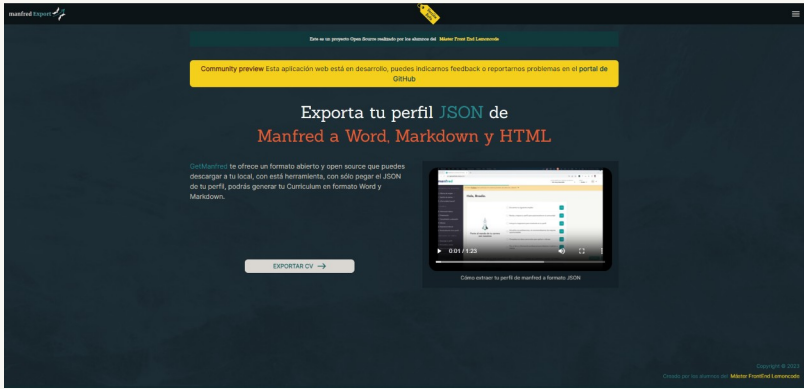 manfred Export
Este es un proyecto Open Source realizado por los alumnos del Máster Front End Lemoncode
Community preview Esta aplicación web está en desarrollo, puedes indicarnos feedback o reportarnos problemas en el portal de
GitHub
Exporta tu perfil JSON de
Manfred a Word, Markdown y HTML
GetManfred te ofrece un formato abierto y open source que puedes
descargar a tu local, con está herramienta, con sólo pegar el JSON
de tu perfil, podrás generar tu Curriculum en formato Word y
Markdown.
EXPORTAR CV →
0:01 / 1:23
Cómo extraer tu perfil de manfred a formato JSON
Creado por los alumnos del Máster FrontEnd Lemoncode